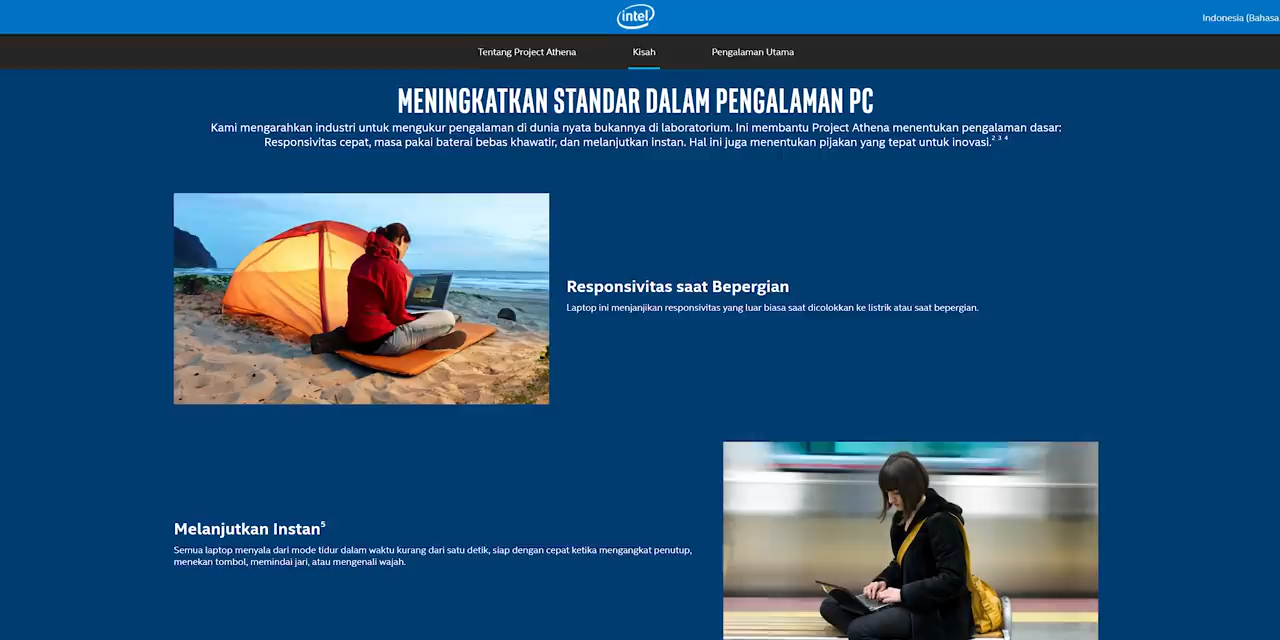 intel
Indonesia (Bahasa
Tentang Project Athena
Kisah
Pengalaman Utama
MENINGKATKAN STANDAR DALAM PENGALAMAN PC
Kami mengarahkan industri untuk mengukur pengalaman di dunia nyata bukannya di laboratorium. Ini membantu Project Athena menentukan pengalaman dasar:
Responsivitas cepat, masa pakai baterai bebas khawatir, dan melanjutkan instan. Hal ini juga menentukan pijakan yang tepat untuk inovasi.² ³ ⁴
Responsivitas saat Bepergian
Laptop ini menjanjikan responsivitas yang luar biasa saat dicolokkan ke listrik atau saat bepergian.
Melanjutkan Instan⁵
Semua laptop menyala dari mode tidur dalam waktu kurang dari satu detik, siap dengan cepat ketika mengangkat penutup,
menekan tombol, memindai jari, atau mengenali wajah.